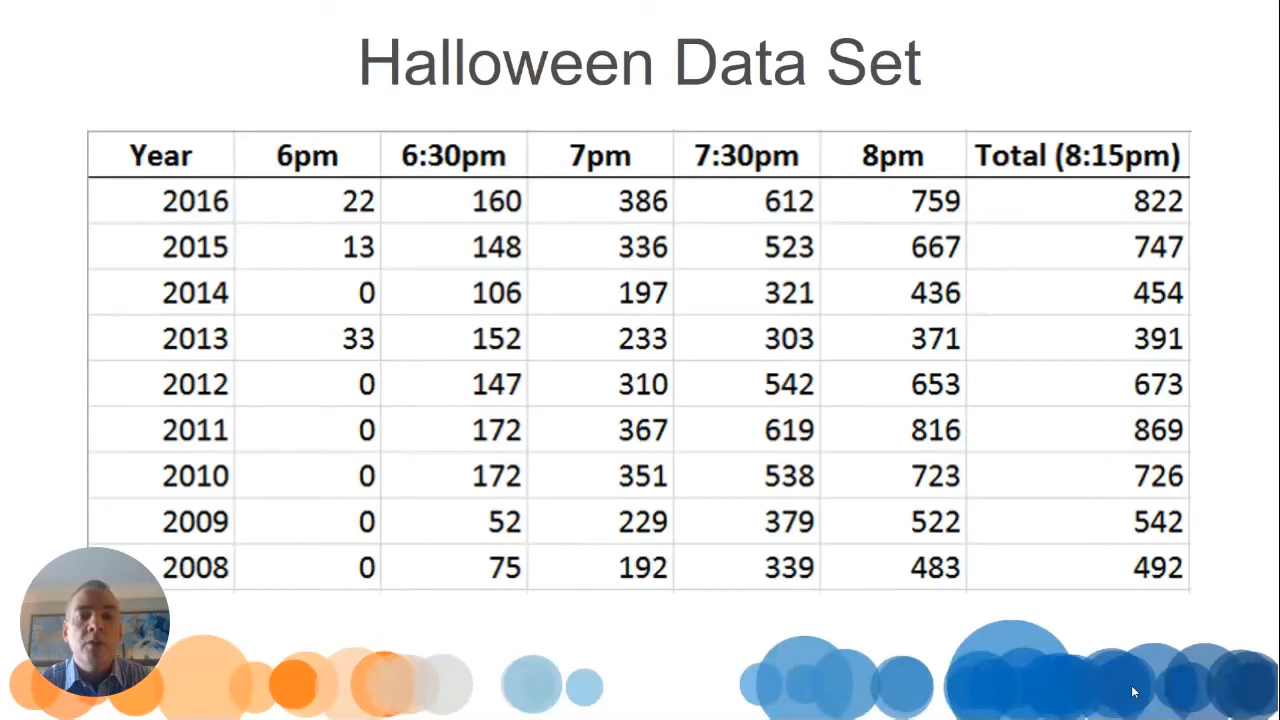 Halloween Data Set
Year 6pm 6:30pm 7pm 7:30pm 8pm Total (8:15pm)
2016 22 160 386 612 759 822
2015 13 148 336 523 667 747
2014 0 106 197 321 436 454
2013 33 152 233 303 371 391
2012 0 147 310 542 653 673
2011 0 172 367 619 816 869
2010 0 172 351 538 723 726
2009 0 52 229 379 522 542
2008 0 75 192 339 483 492